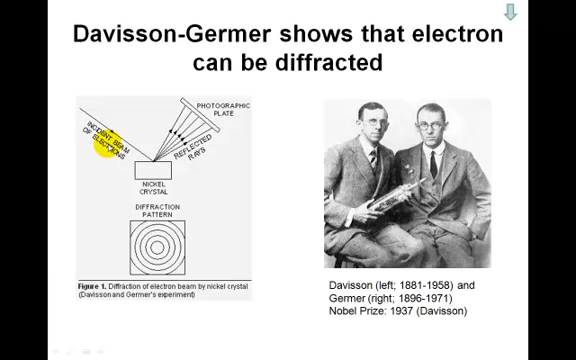 Davisson-Germer shows that electron
can be diffracted
INCIDENT BEAM
OF ELECTIONS
PHOTOGRAPHIC
PLATE
REFLECTED
RAYS
NICKEL
CRYSTAL
DIFFRACTION
PATTERN
Figure 1. Diffraction of electron beam by nickel crystal
(Davisson and Germer's experiment)
Davisson (left; 1881-1958) and
Germer (right; 1896-1971)
Nobel Prize: 1937 (Davisson)